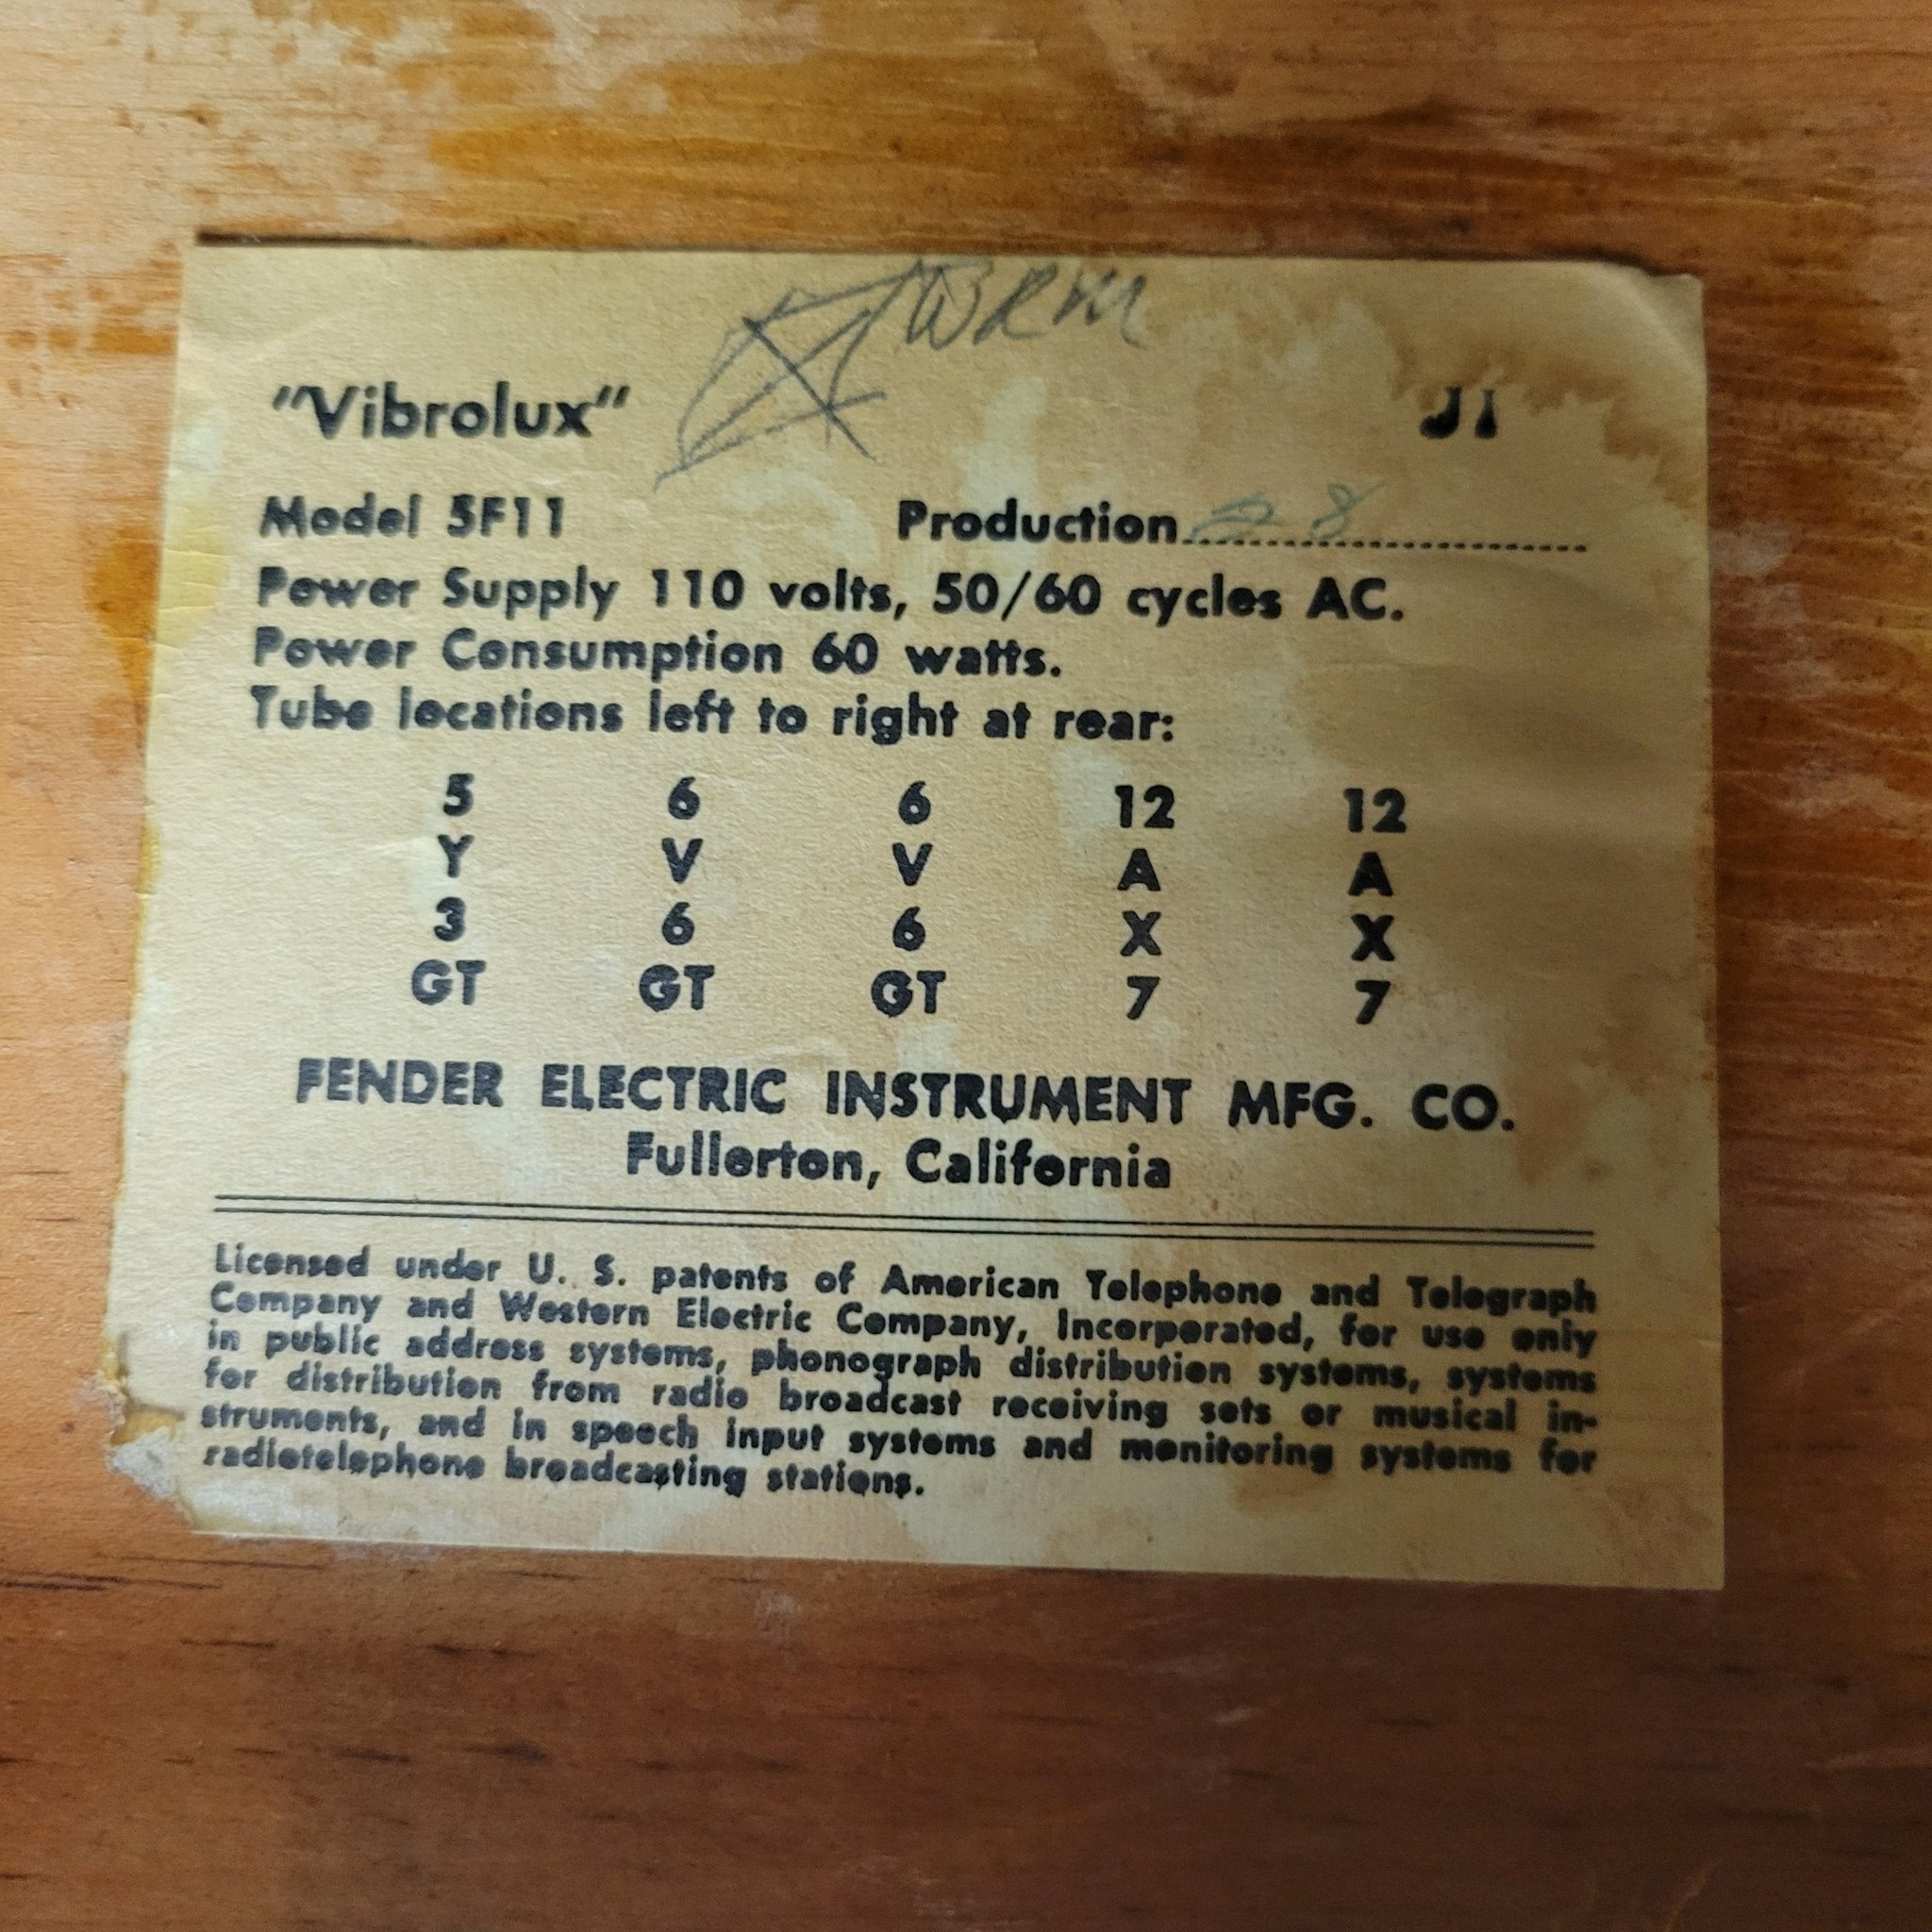 WRM
"Vibrolux" JI
Model 5F11 Production 28
Power Supply 110 volts, 50/60 cycles AC.
Power Consumption 60 watts.
Tube locations left to right at rear:
5 6 6 12 12
Y V V A A
3 6 6 X X
GT GT GT 7 7
FENDER ELECTRIC INSTRUMENT MFG. CO.
Fullerton, California
Licensed under U. S. patents of American Telephone and Telegraph
Company and Western Electric Company, Incorporated, for use only
in public address systems, phonograph distribution systems, systems
for distribution from radio broadcast receiving sets or musical in-
struments, and in speech input systems and monitoring systems for
radiotelephone broadcasting stations.